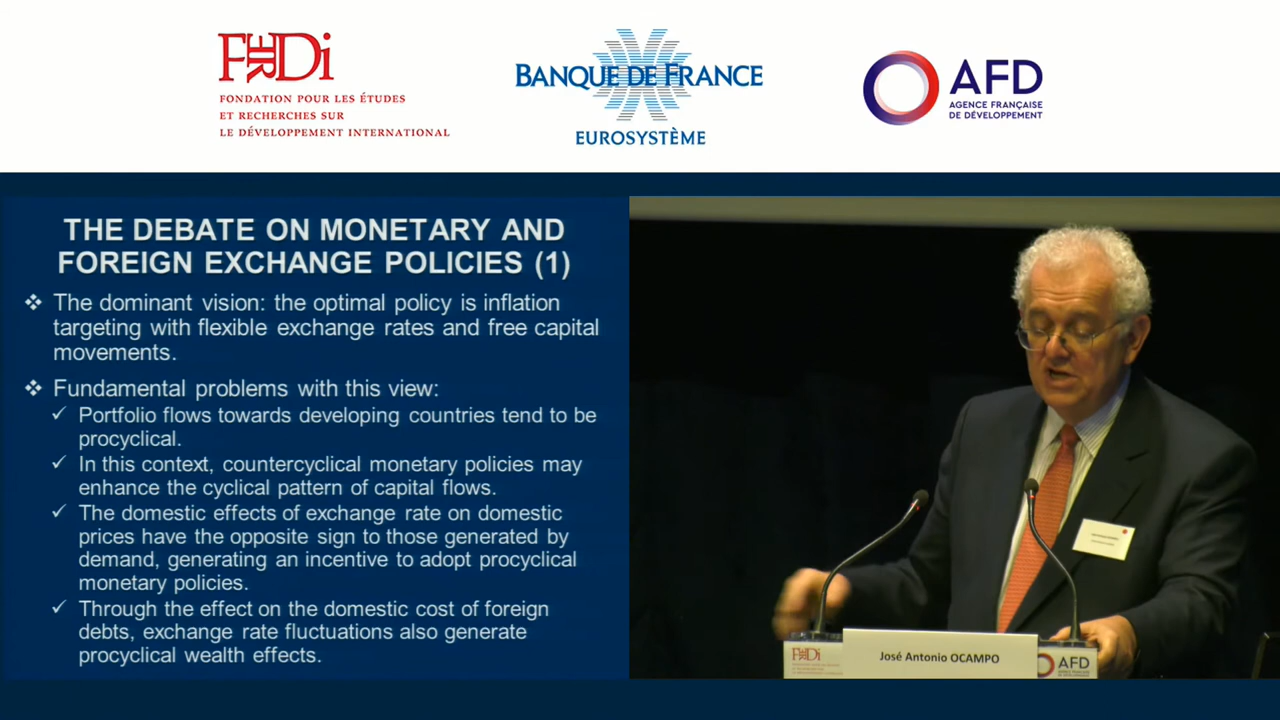 FERDi
FONDATION POUR LES ÉTUDES
ET RECHERCHES SUR
LE DÉVELOPPEMENT INTERNATIONAL
BANQUE DE FRANCE
EUROSYSTÈME
AFD
AGENCE FRANÇAISE
DE DÉVELOPPEMENT
THE DEBATE ON MONETARY AND
FOREIGN EXCHANGE POLICIES (1)
The dominant vision: the optimal policy is inflation
targeting with flexible exchange rates and free capital
movements.
Fundamental problems with this view:
Portfolio flows towards developing countries tend to be
procyclical.
In this context, countercyclical monetary policies may
enhance the cyclical pattern of capital flows.
The domestic effects of exchange rate on domestic
prices have the opposite sign to those generated by
demand, generating an incentive to adopt procyclical
monetary policies.
Through the effect on the domestic cost of foreign
debts, exchange rate fluctuations also generate
procyclical wealth effects.
FERDi
José Antonio OCAMPO
AFD